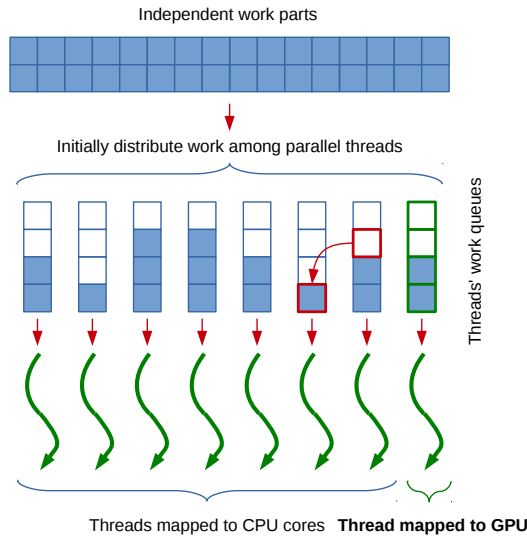 Independent work parts
Initially distribute work among parallel threads
Threads' work queues
Threads mapped to CPU cores
Thread mapped to GPU